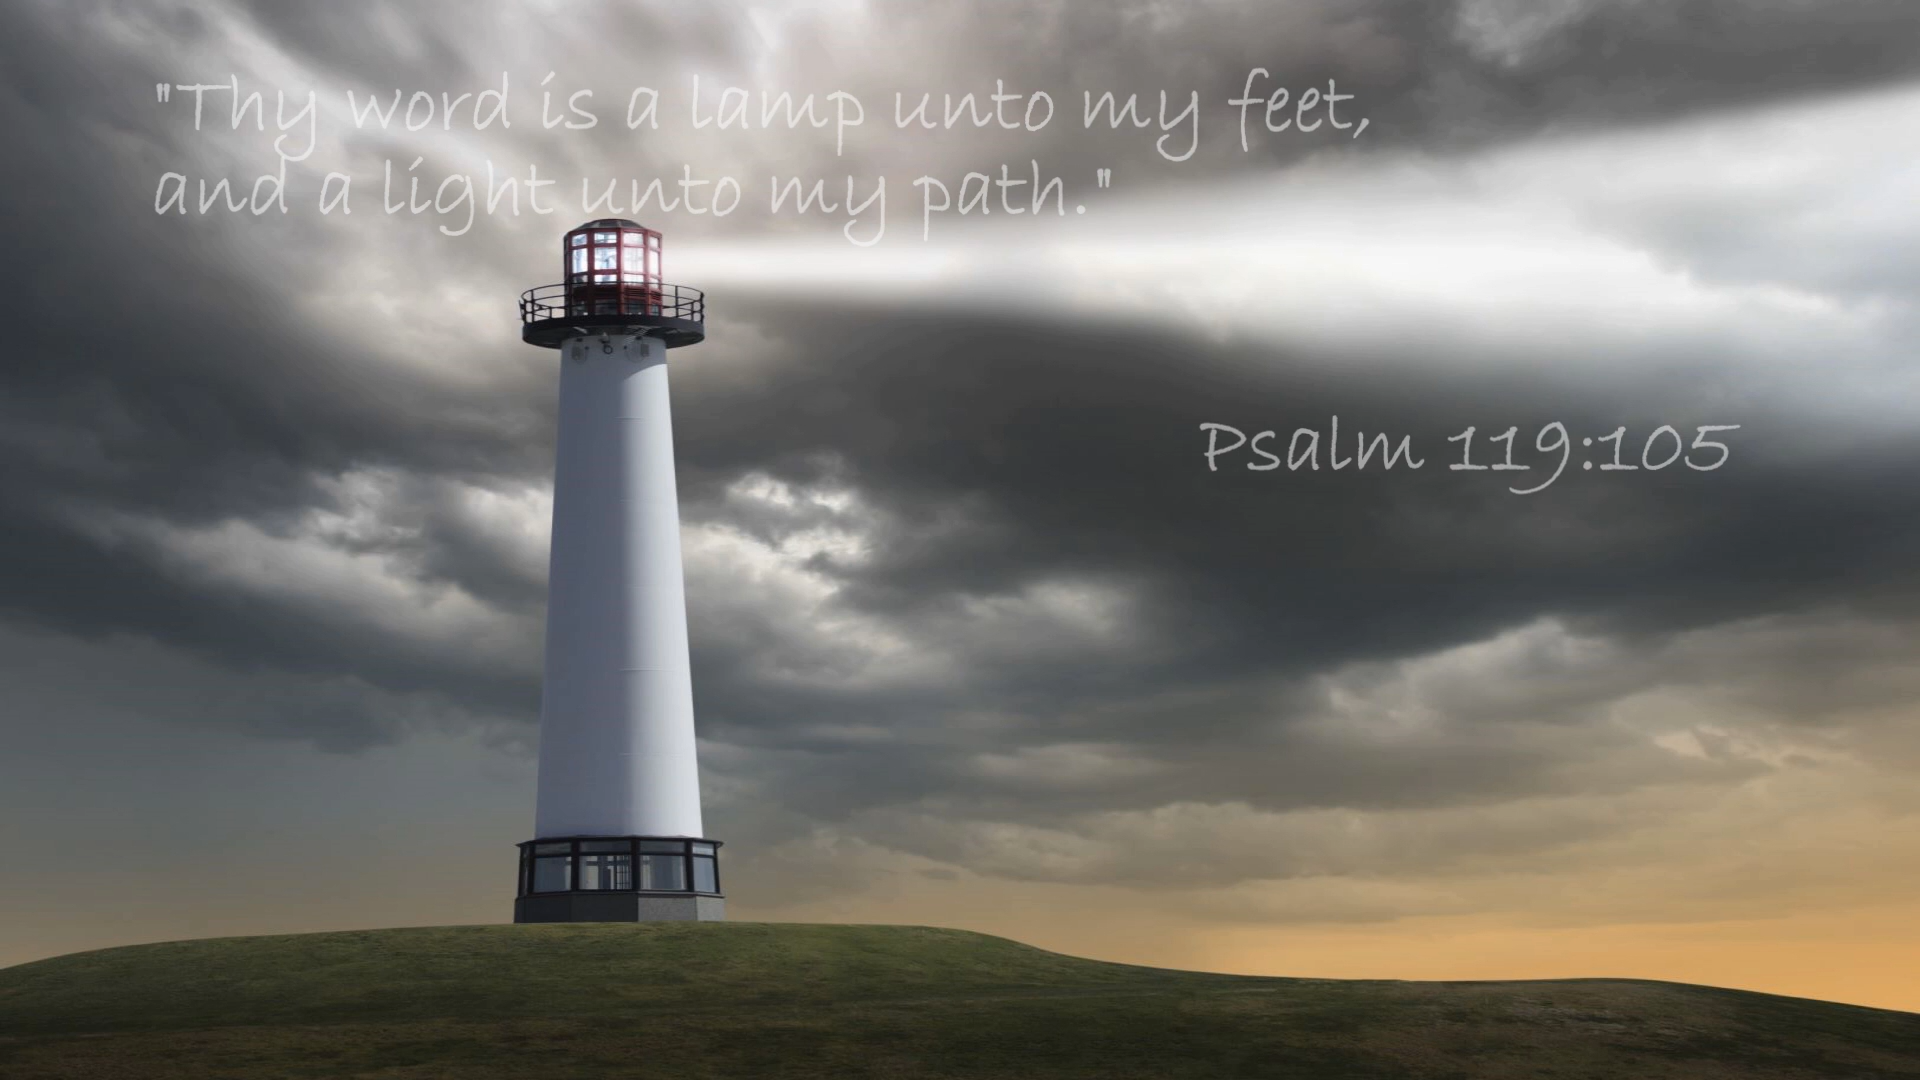 "Thy word is a lamp unto my feet,
and a light unto my path."
Psalm 119:105